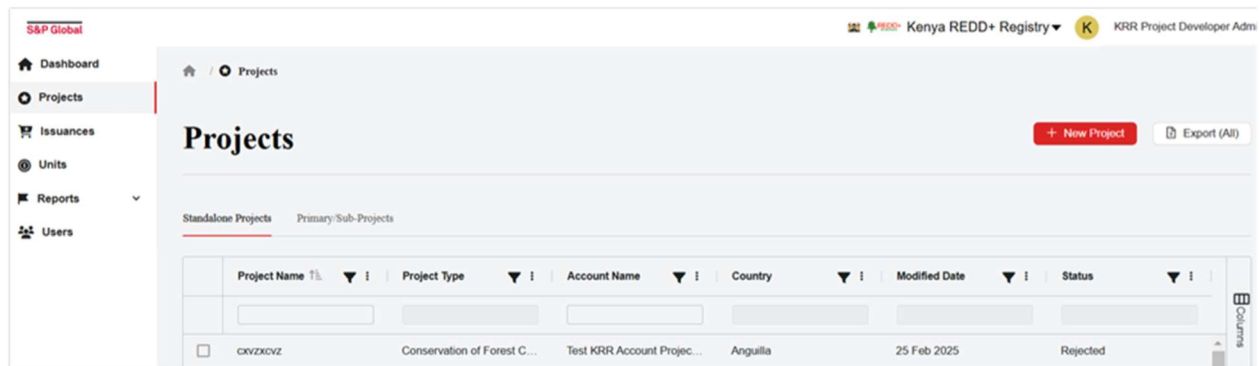 S&P Global
REDD+ Kenya REDD+ Registry
K
KRR Project Developer Adm
Dashboard
Projects
Issuances
Units
Reports
Users
/ Projects
Projects
+ New Project
Export (All)
Standalone Projects Primary/Sub-Projects
Project Name Project Type Account Name Country Modified Date Status
Columns
cxvzxcvz Conservation of Forest C... Test KRR Account Projec... Anguilla 25 Feb 2025 Rejected